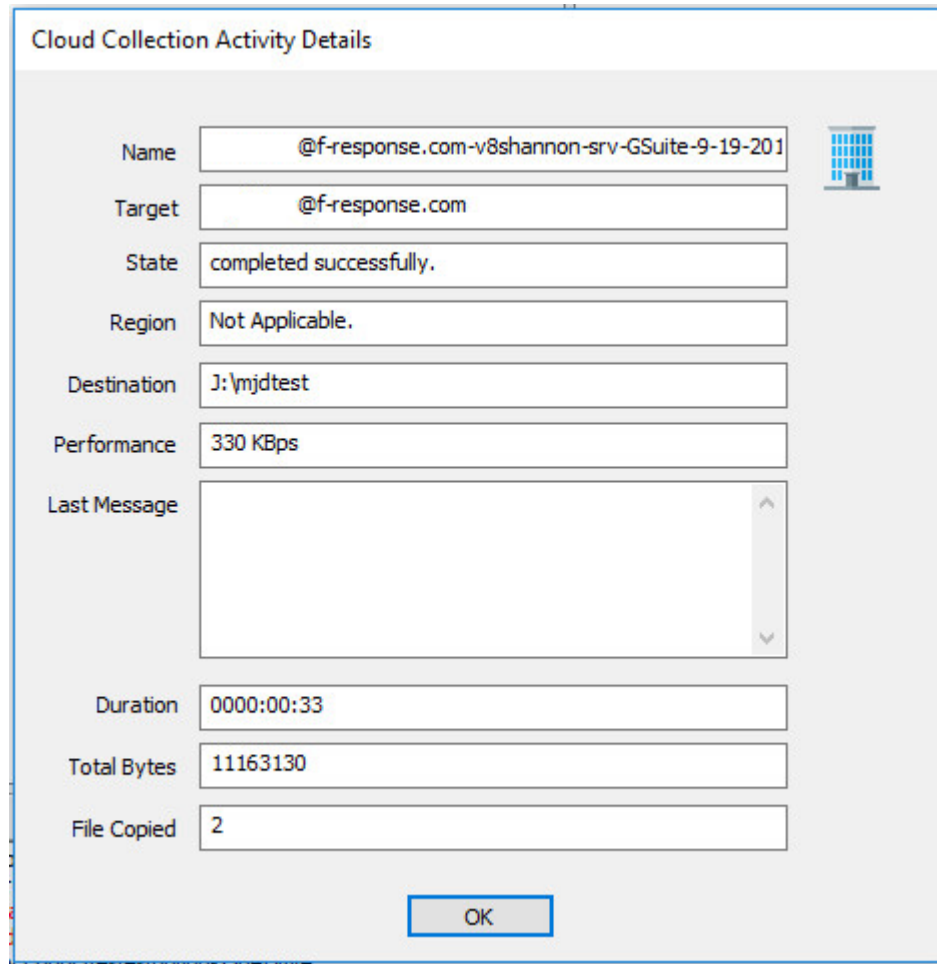 Cloud Collection Activity Details
Name @f-response.com-v8shannon-srv-GSuite-9-19-201
Target @f-response.com
State completed successfully.
Region Not Applicable.
Destination J:\mjdtest
Performance 330 KBps
Last Message
Duration 0000:00:33
Total Bytes 11163130
File Copied 2
OK